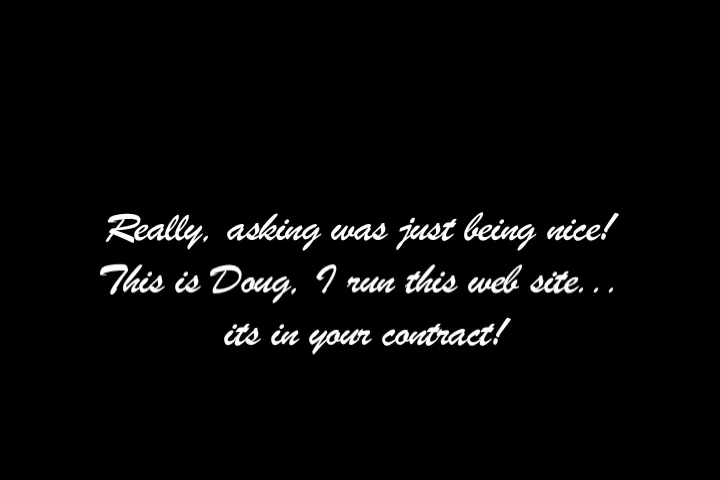 Really, asking was just being nice!
This is Doug, I run this web site...
its in your contract!